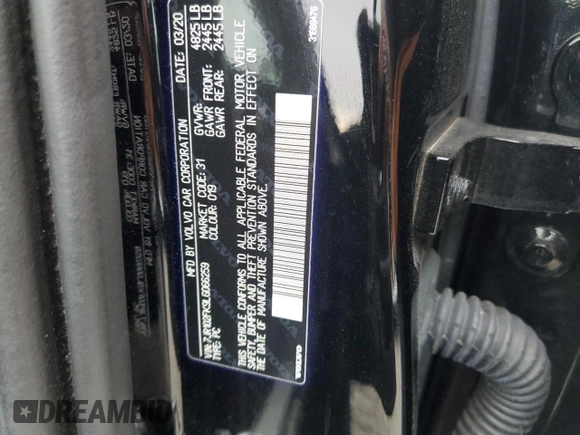 MFD BY VOLVO CAR CORPORATION DATE: 03/20
MARKET CODE: 31 GVWR: 4825 LB
COLOUR: 019 GAWR FRONT: 2445 LB
GAWR REAR: 2445 LB
VIN: 7JR102FK9LG066259
TYPE: PC
THIS VEHICLE CONFORMS TO ALL APPLICABLE FEDERAL MOTOR VEHICLE
SAFETY, BUMPER AND THEFT PREVENTION STANDARDS IN EFFECT ON
DATE OF MANUFACTURE SHOWN ABOVE.
VOLVO
DREAMBID